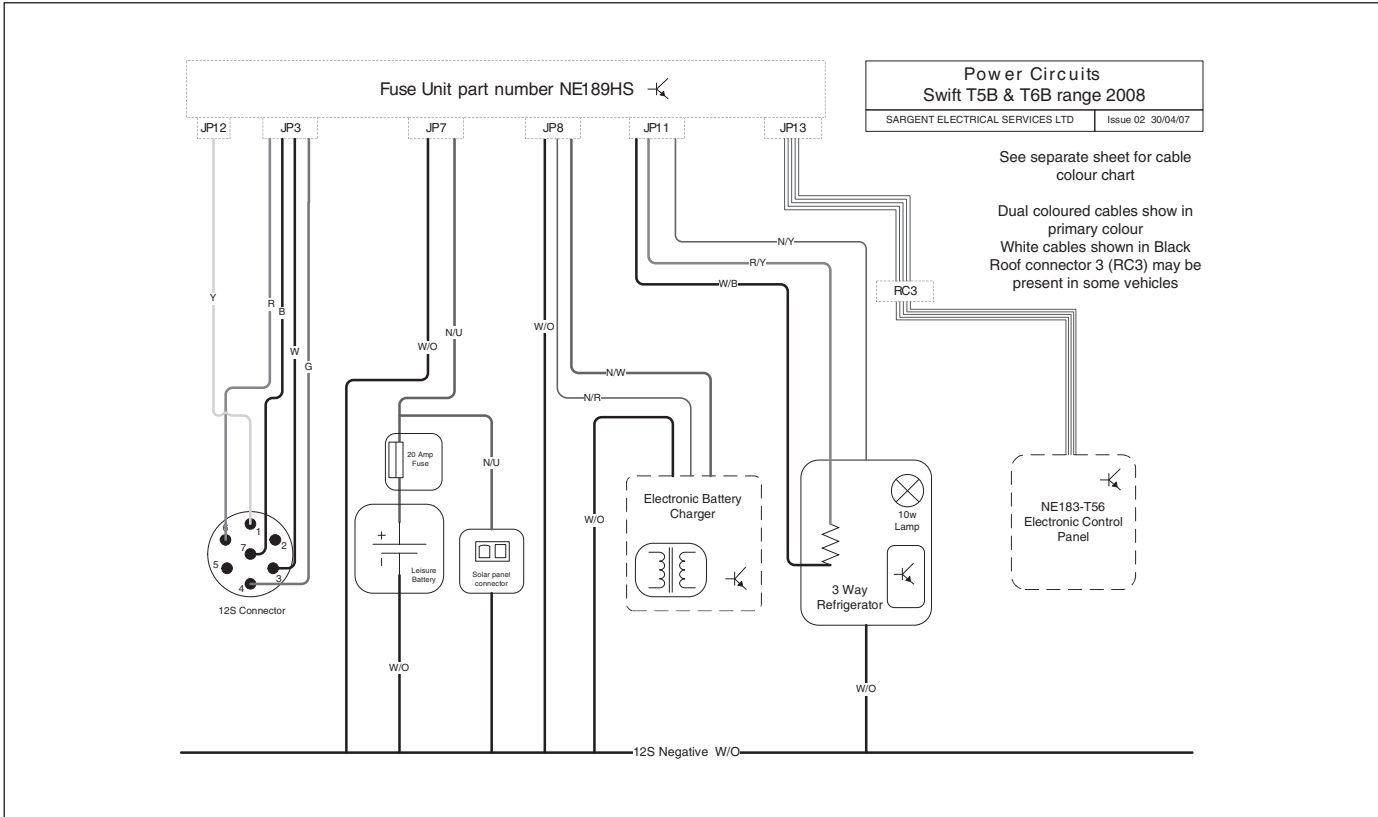 Fuse Unit part number NE189HS
Power Circuits
Swift T5B & T6B range 2008
SARGENT ELECTRICAL SERVICES LTD
Issue 02 30/04/07
JP12
JP3
JP7
JP8
JP11
JP13
See separate sheet for cable
colour chart
Dual coloured cables show in
primary colour
White cables shown in Black
Roof connector 3 (RC3) may be
present in some vehicles
N/Y
R/Y
W/B
RC3
Y
R
B
W
G
W/O
N/U
W/O
N/W
N/R
20 Amp
Fuse
N/U
W/O
Electronic Battery
Charger
10w
Lamp
NE183-T56
Electronic Control
Panel
+
-
Leisure
Battery
Solar panel
connector
3 Way
Refrigerator
6
1
2
7
5
3
4
12S Connector
W/O
W/O
12S Negative W/O